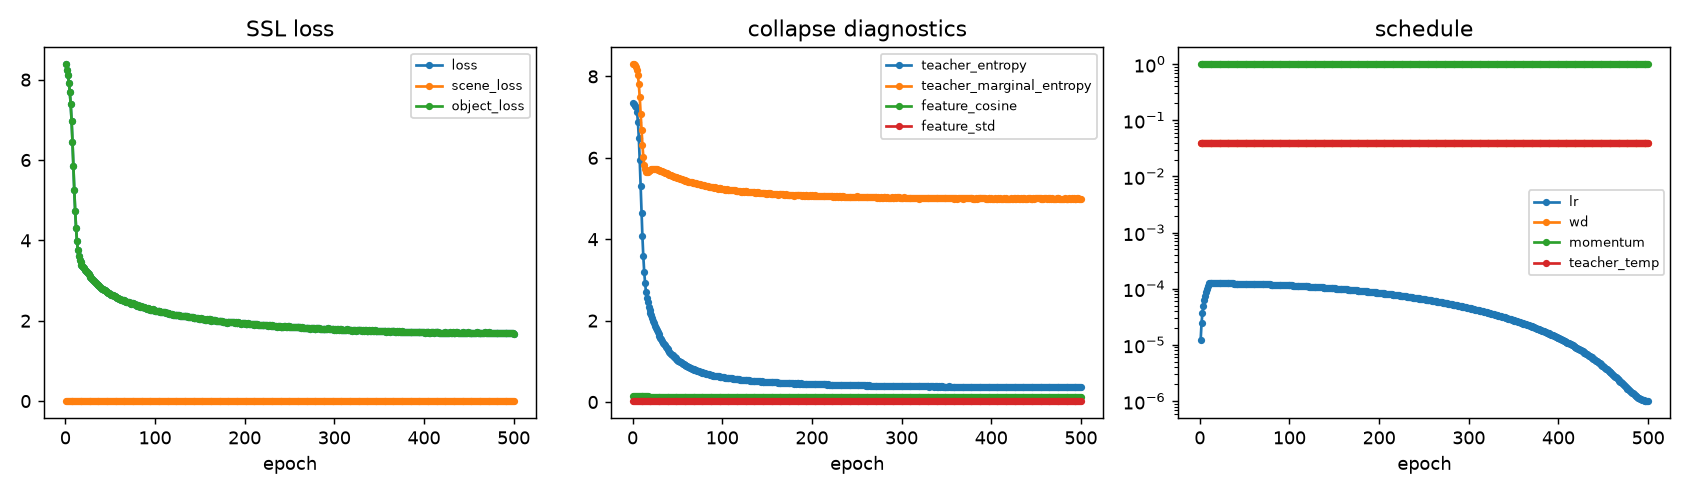 SSL loss
loss
scene_loss
object_loss
8
6
4
2
0
0 100 200 300 400 500
epoch
collapse diagnostics
teacher_entropy
teacher_marginal_entropy
feature_cosine
feature_std
8
6
4
2
0
0 100 200 300 400 500
epoch
schedule
10⁰
10⁻¹
10⁻²
10⁻³
10⁻⁴
10⁻⁵
10⁻⁶
lr
wd
momentum
teacher_temp
0 100 200 300 400 500
epoch